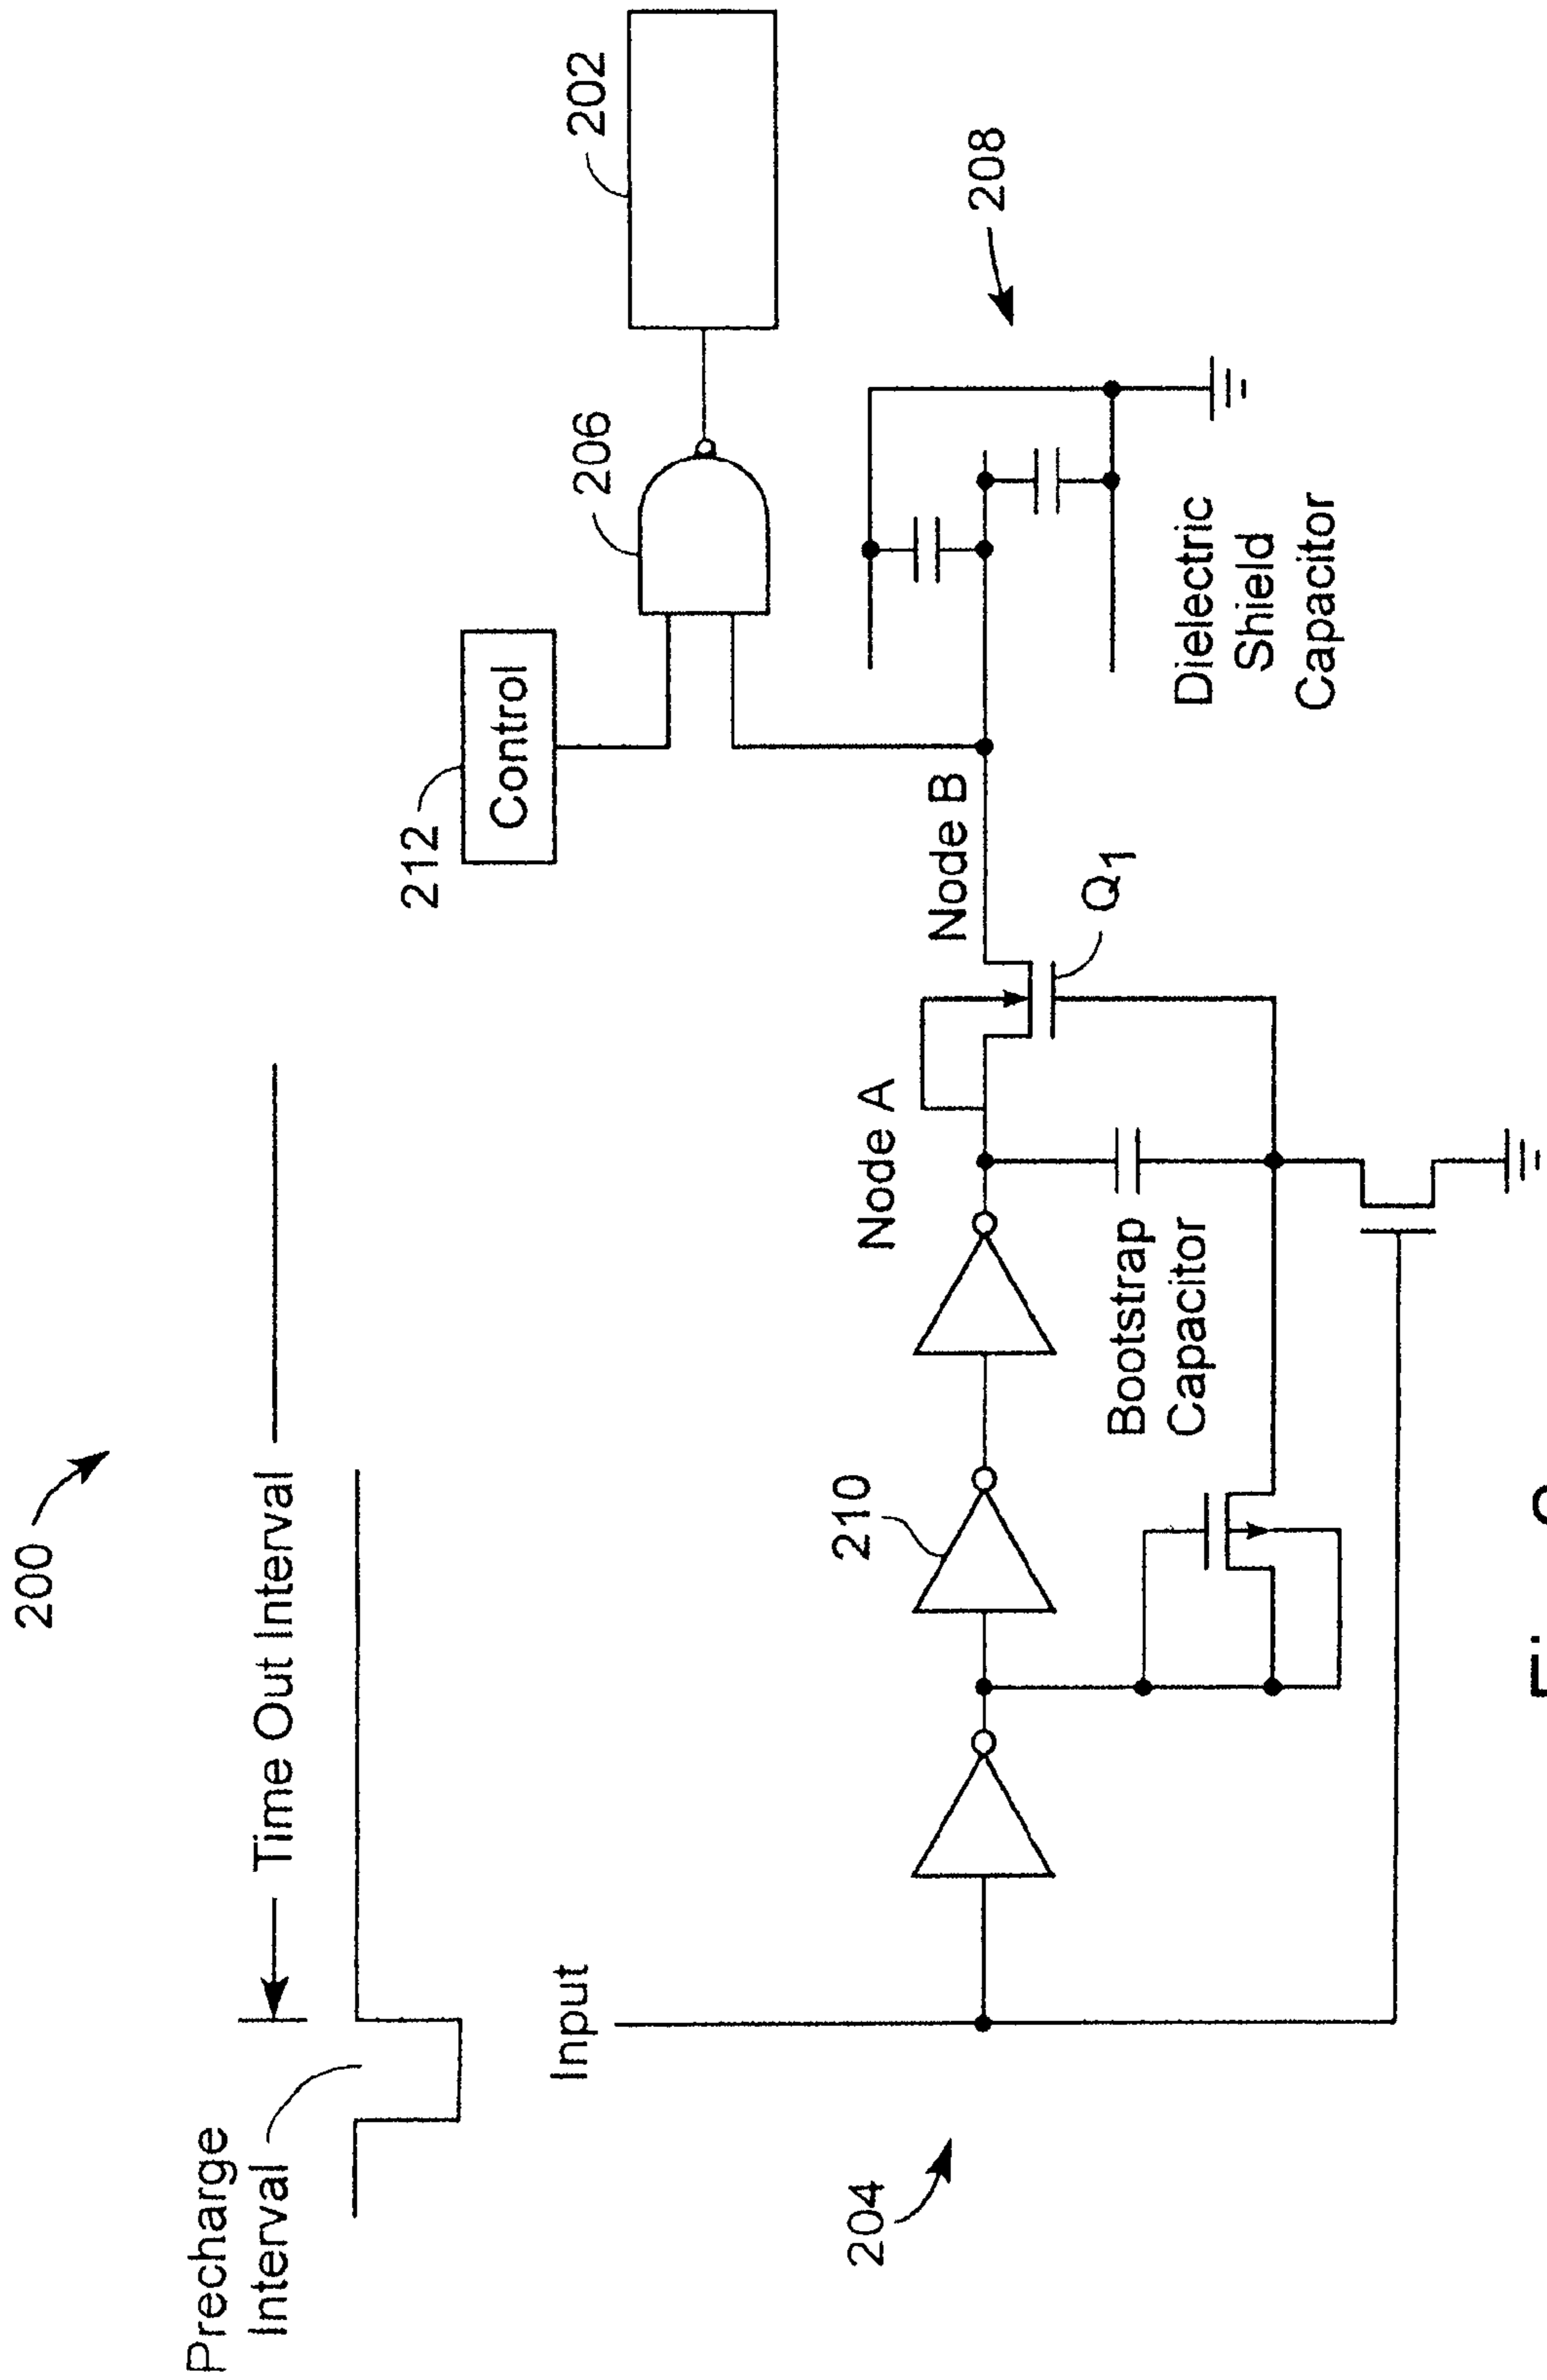 200
Precharge
Interval
Time Out Interval
Input
204
210
Node A
Bootstrap
Capacitor
Node B
Q1
212
Control
206
202
208
Dielectric
Shield
Capacitor